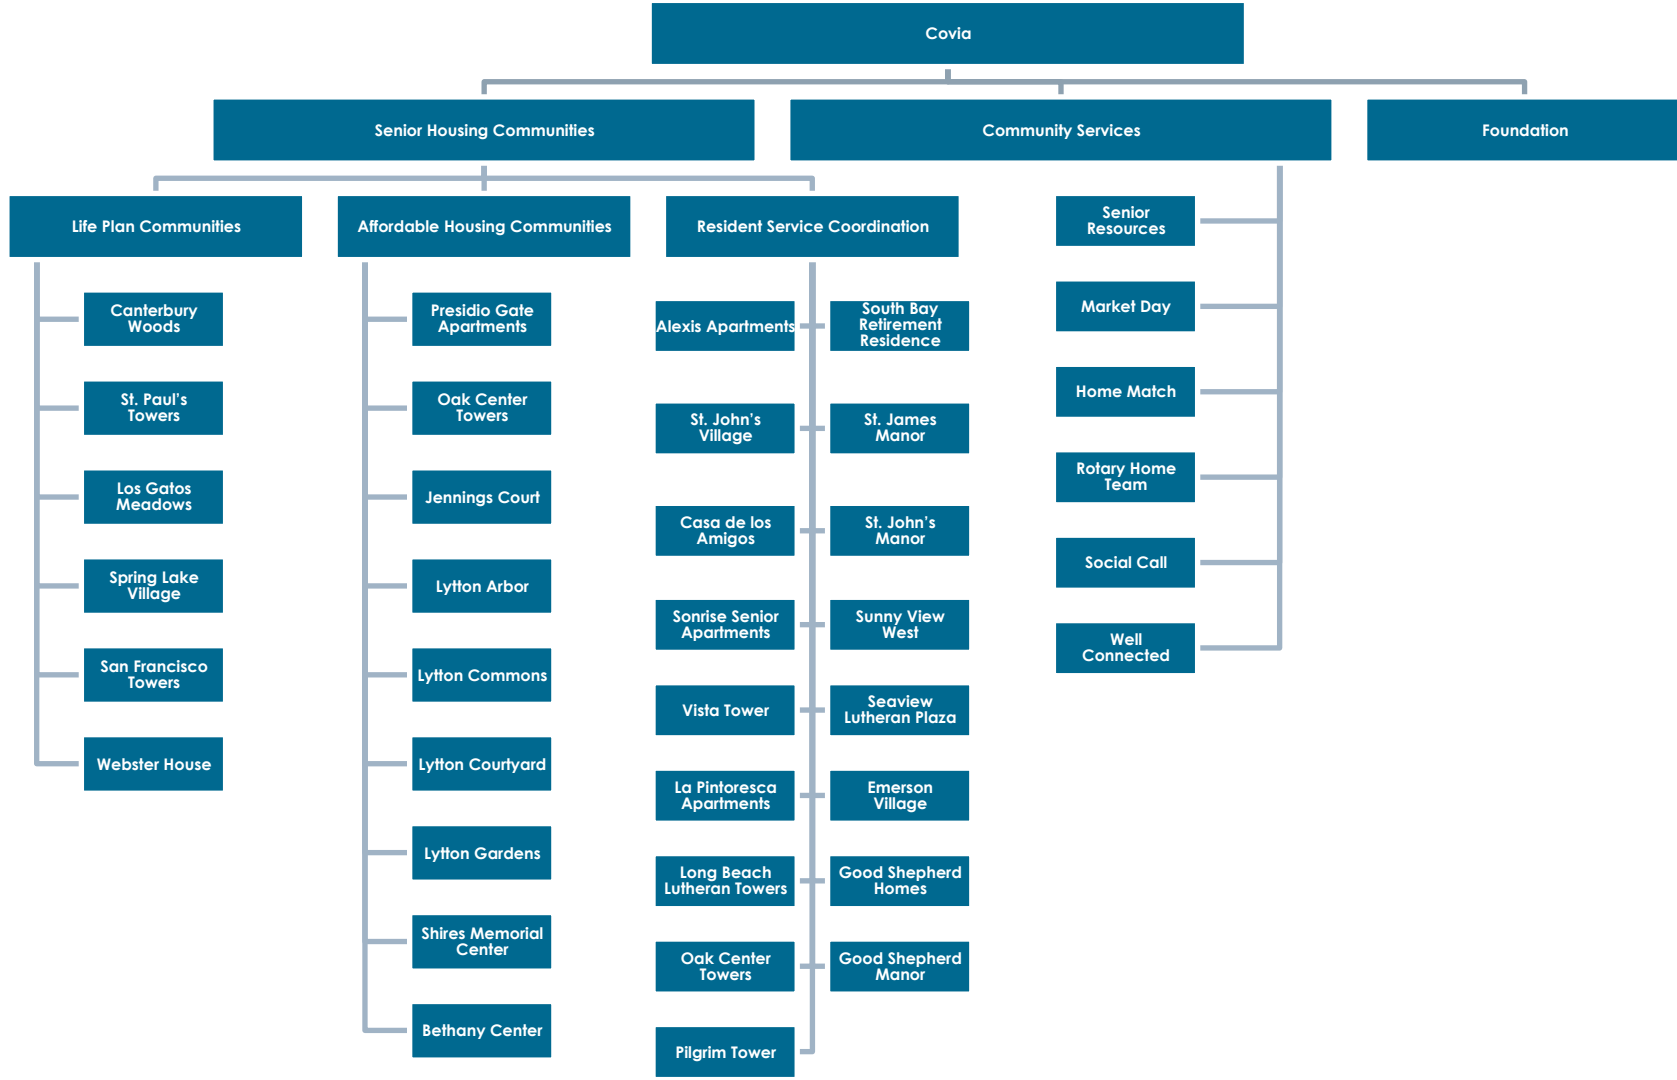 Covia
Senior Housing Communities
Community Services
Foundation
Life Plan Communities
Affordable Housing Communities
Resident Service Coordination
Canterbury
Woods
St. Paul's
Towers
Los Gatos
Meadows
Spring Lake
Village
San Francisco
Towers
Webster House
Presidio Gate
Apartments
Oak Center
Towers
Jennings Court
Lytton Arbor
Lytton Commons
Lytton Courtyard
Lytton Gardens
Shires Memorial
Center
Bethany Center
Alexis Apartments
South Bay
Retirement
Residence
St. John's
Village
St. James
Manor
Casa de los
Amigos
St. John's
Manor
Sonrise Senior
Apartments
Sunny View
West
Vista Tower
Seaview
Lutheran Plaza
La Pintoresca
Apartments
Emerson
Village
Long Beach
Lutheran Towers
Good Shepherd
Homes
Oak Center
Towers
Good Shepherd
Manor
Pilgrim Tower
Senior
Resources
Market Day
Home Match
Rotary Home
Team
Social Call
Well
Connected